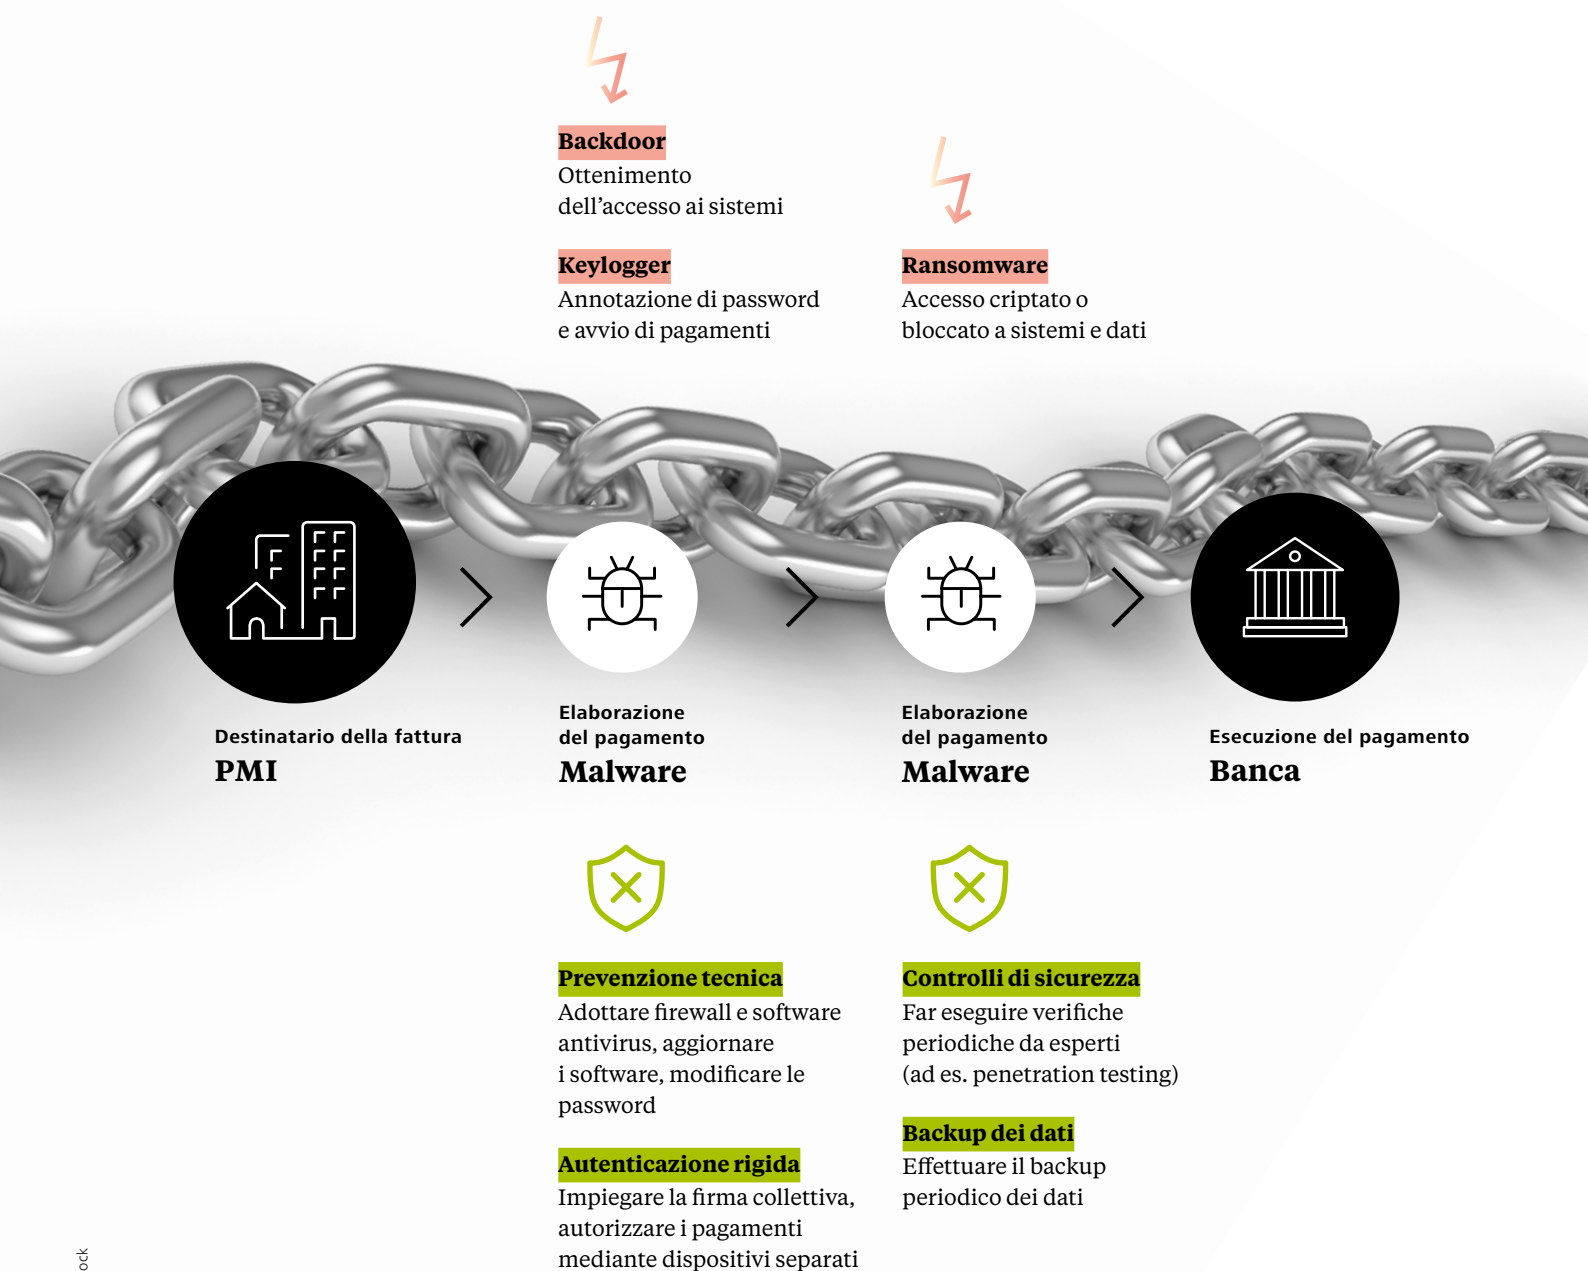 Backdoor
Ottenimento
dell’accesso ai sistemi
Keylogger
Annotazione di password
e avvio di pagamenti
Ransomware
Accesso criptato o
bloccato a sistemi e dati
Destinatario della fattura
PMI
Elaborazione
del pagamento
Malware
Elaborazione
del pagamento
Malware
Esecuzione del pagamento
Banca
Prevenzione tecnica
Adottare firewall e software
antivirus, aggiornare
i software, modificare le
password
Autenticazione rigida
Impiegare la firma collettiva,
autorizzare i pagamenti
mediante dispositivi separati
Controlli di sicurezza
Far eseguire verifiche
periodiche da esperti
(ad es. penetration testing)
Backup dei dati
Effettuare il backup
periodico dei dati
ock